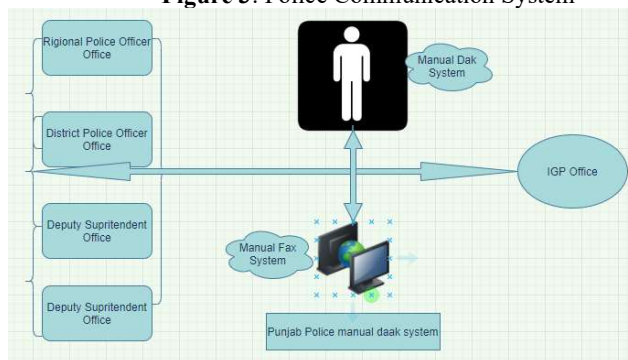 Figure 3: Police Communication System
Rigional Police Officer
Office
Manual Dak
System
District Police Officer
Office
IGP Office
Deputy Supritendent
Office
Manual Fax
System
Deputy Supritendent
Office
Punjab Police manual daak system